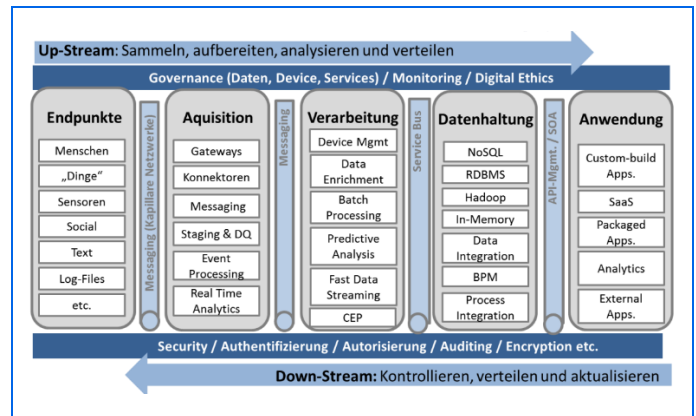 Up-Stream: Sammeln, aufbereiten, analysieren und verteilen
Governance (Daten, Device, Services) / Monitoring / Digital Ethics
Endpunkte
Menschen
„Dinge"
Sensoren
Social
Text
Log-Files
etc.
Messaging (Kapillare Netzwerke)
Aquisition
Gateways
Konnektoren
Messaging
Staging & DQ
Event
Processing
Real Time
Analytics
Messaging
Verarbeitung
Device Mgmt
Data
Enrichment
Batch
Processing
Predictive
Analysis
Fast Data
Streaming
CEP
Service Bus
Datenhaltung
NoSQL
RDBMS
Hadoop
In-Memory
Data
Integration
BPM
Process
Integration
API-Mgmt. / SOA
Anwendung
Custom-build
Apps.
SaaS
Packaged
Apps.
Analytics
External
Apps.
Security / Authentifizierung / Autorisierung / Auditing / Encryption etc.
Down-Stream: Kontrollieren, verteilen und aktualisieren